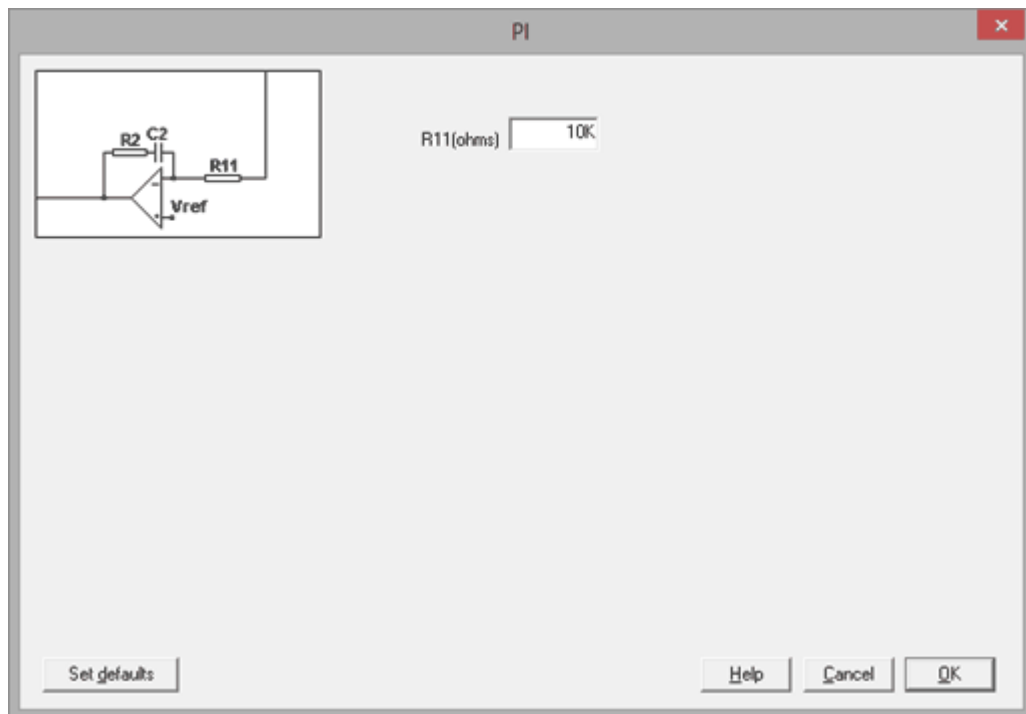 PI
R2 C2
R11
Vref
R11(ohms) 10K
Set defaults
Help Cancel OK